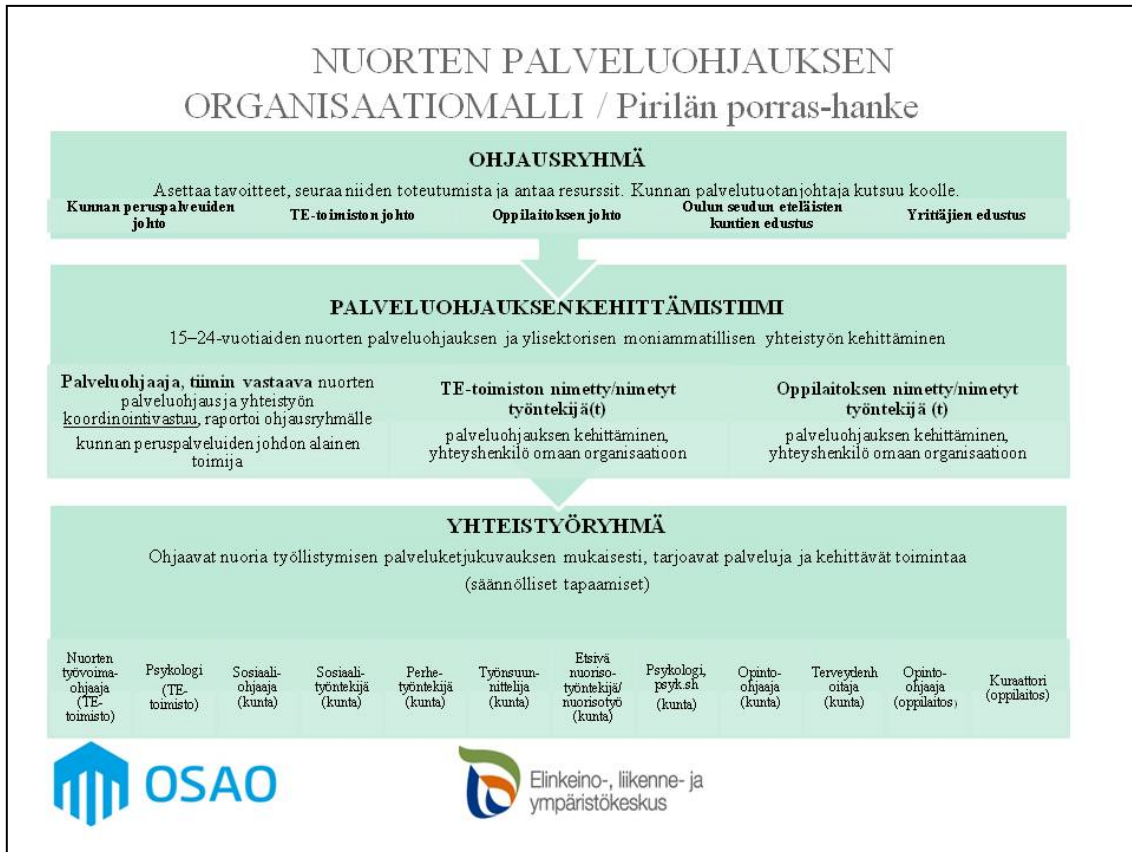 NUORTEN PALVELUOHJAUKSEN
ORGANISAATIOMALLI / Pirilän porras-hanke
OHJAUSRYHMÄ
Asettaa tavoitteet, seuraa niiden toteutumista ja antaa resurssit. Kunnan palvelutuotanjohtaja kutsuu koolle.
Kunnan peruspalveuiden
johto
TE-toimiston johto
Oppilaitoksen johto
Oulun seudun eteläisten
kuntien edustus
Yrittäjien edustus
PALVELUOHJAUKSEN KEHITTÄMISTIIMI
15–24-vuotiaiden nuorten palveluohjauksen ja ylisektorisen moniammatillisen yhteistyön kehittäminen
Palveluohjaaja, tiimin vastaava nuorten
palveluohjaus ja yhteistyön
koordinointivastuu, raportoi ohjausryhmälle
kunnan peruspalveluiden johdon alainen
toimija
TE-toimiston nimetty/nimetyt
työntekijä(t)
palveluohjauksen kehittäminen,
yhteyshenkilö omaan organisaatioon
Oppilaitoksen nimetty/nimetyt
työntekijä (t)
palveluohjauksen kehittäminen,
yhteyshenkilö omaan organisaatioon
YHTEISTYÖRYHMÄ
Ohjaavat nuoria työllistymisen palveluketjukuvauksen mukaisesti, tarjoavat palveluja ja kehittävät toimintaa
(säännölliset tapaamiset)
Nuorten
työvoima-
ohjaaja
(TE-
toimisto)
Psykologi
(TE-
toimisto)
Sosiaali-
ohjaaja
(kunta)
Sosiaali-
työntekijä
(kunta)
Perhe-
työntekijä
(kunta)
Työnsuun-
nittelija
(kunta)
Etsivä
nuoriso-
työntekijä/
nuorisotyö
(kunta)
Psykologi,
psyk.sh
(kunta)
Opinto-
ohjaaja
(kunta)
Terveydenh
oitaja
(kunta)
Opinto-
ohjaaja
(oppilaitos)
Kuraattori
(oppilaitos)
OSAO
Elinkeino-, liikenne- ja
ympäristökeskus